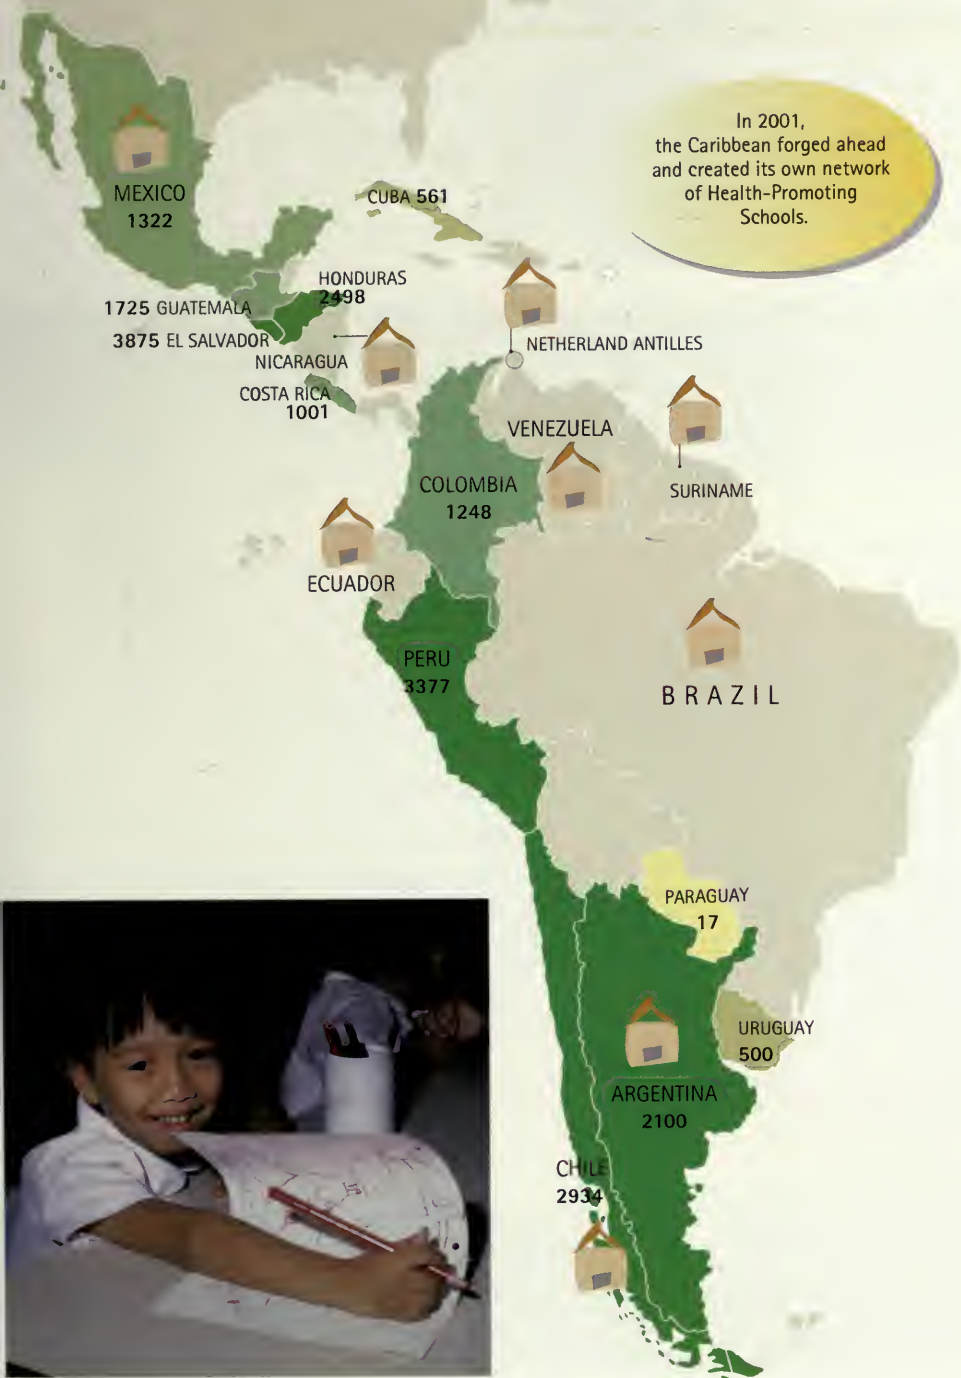 In 2001,
the Caribbean forged ahead
and created its own network
of Health-Promoting
Schools.
MEXICO
1322
CUBA 561
HONDURAS
2498
1725 GUATEMALA
3875 EL SALVADOR
NICARAGUA
COSTA RICA
1001
NETHERLAND ANTILLES
VENEZUELA
COLOMBIA
1248
SURINAME
ECUADOR
PERU
3377
BRAZIL
PARAGUAY
17
URUGUAY
500
ARGENTINA
2100
CHILE
2934